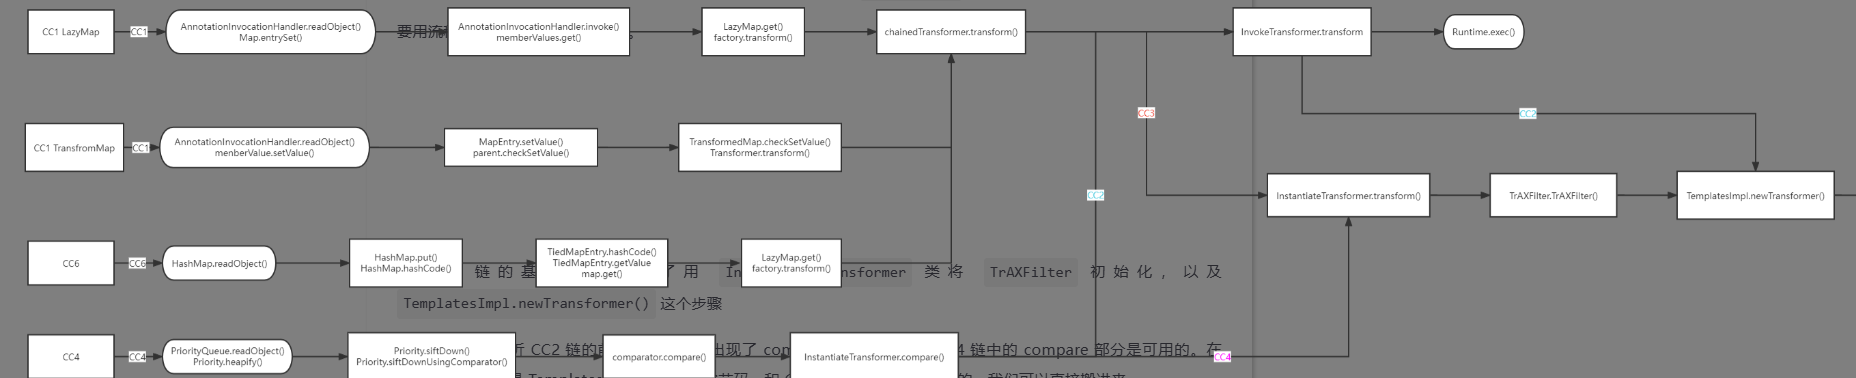 CC1 LazyMap
CC1
AnnotationInvocationHandler.readObject()
Map.entrySet()
要用流
AnnotationInvocationHandler.invoke()
memberValues.get()
。
LazyMap.get()
factory.transform()
chainedTransformer.transform()
InvokeTransformer.transform
Runtime.exec()
CC3
CC2
CC1 TransfromMap
CC1
AnnotationInvocationHandler.readObject()
menberValue.setValue()
MapEntry.setValue()
parent.checkSetValue()
TransformedMap.checkSetValue()
Transformer.transform()
CC2
InstantiateTransformer.transform()
TrAXFilter.TrAXFilter()
TemplatesImpl.newTransformer()
CC6
CC6
HashMap.readObject()
HashMap.put()
HashMap.hashCode()
TiedMapEntry.hashCode()
TiedMapEntry.getValue
map.get()
LazyMap.get()
factory.transform()
链的基 了用 In nsformer 类将 TrAXFilter 初始化，以及
TemplatesImpl.newTransformer() 这个步骤
CC4
CC4
PriorityQueue.readObject()
Priority.heapify()
Priority.siftDown()
Priority.siftDownUsingComparator()
comparator.compare()
InstantiateTransformer.compare()
CC4
析 CC2 链的 出现了 com 4 链中的 compare 部分是可用的。在